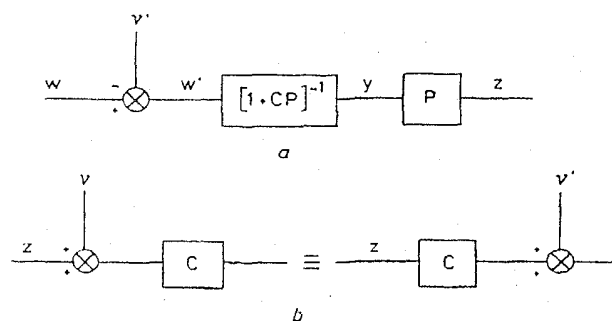 ν'
w - + w' [1+CP]⁻¹ y P z
a
ν ν'
z + + C ≡ z C + +
b